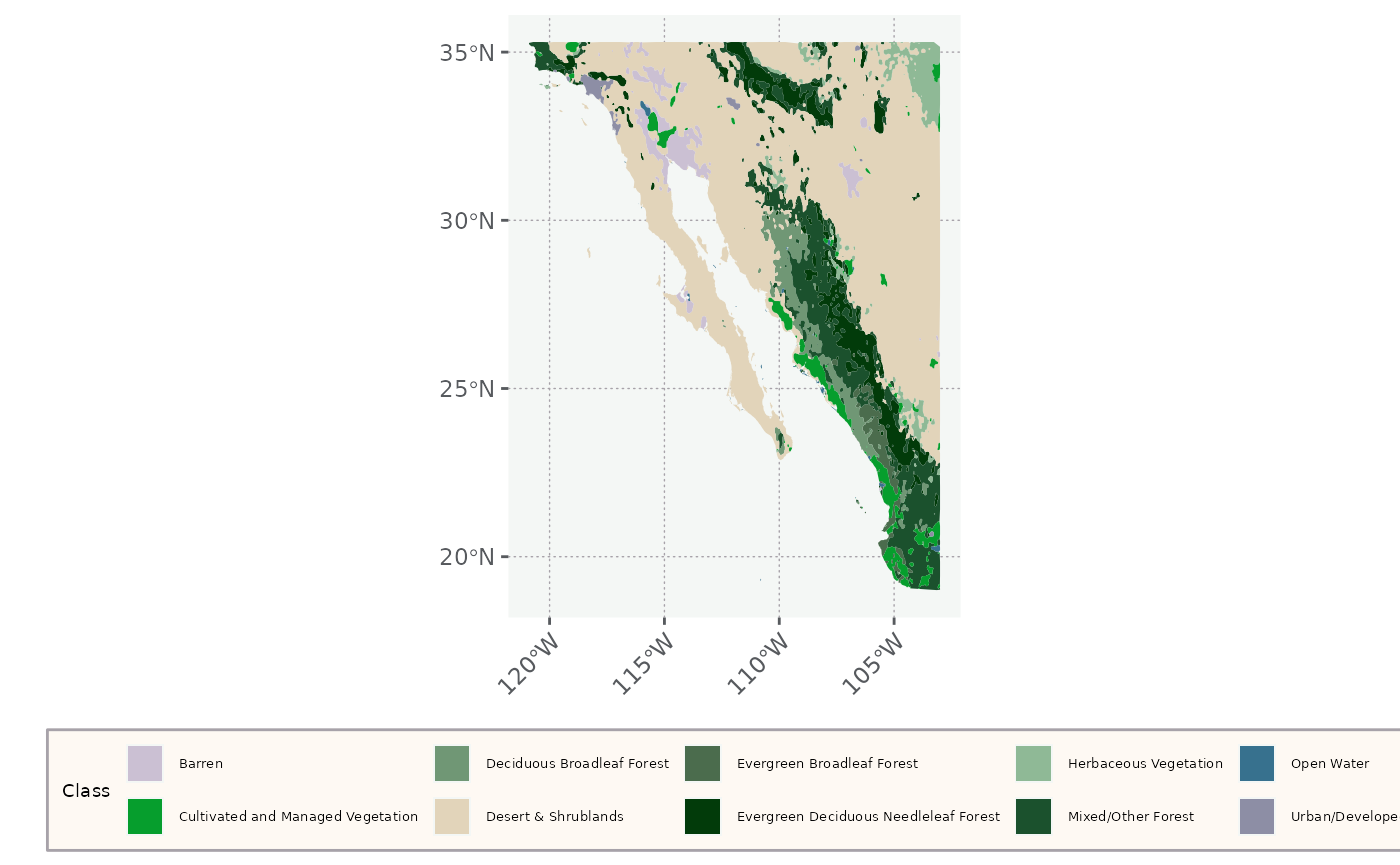 35°N
30°N
25°N
20°N
120°W 115°W 110°W 105°W
Class
Barren Deciduous Broadleaf Forest Evergreen Broadleaf Forest Herbaceous Vegetation Open Water
Cultivated and Managed Vegetation Desert & Shrublands Evergreen Deciduous Needleleaf Forest Mixed/Other Forest Urban/Develope